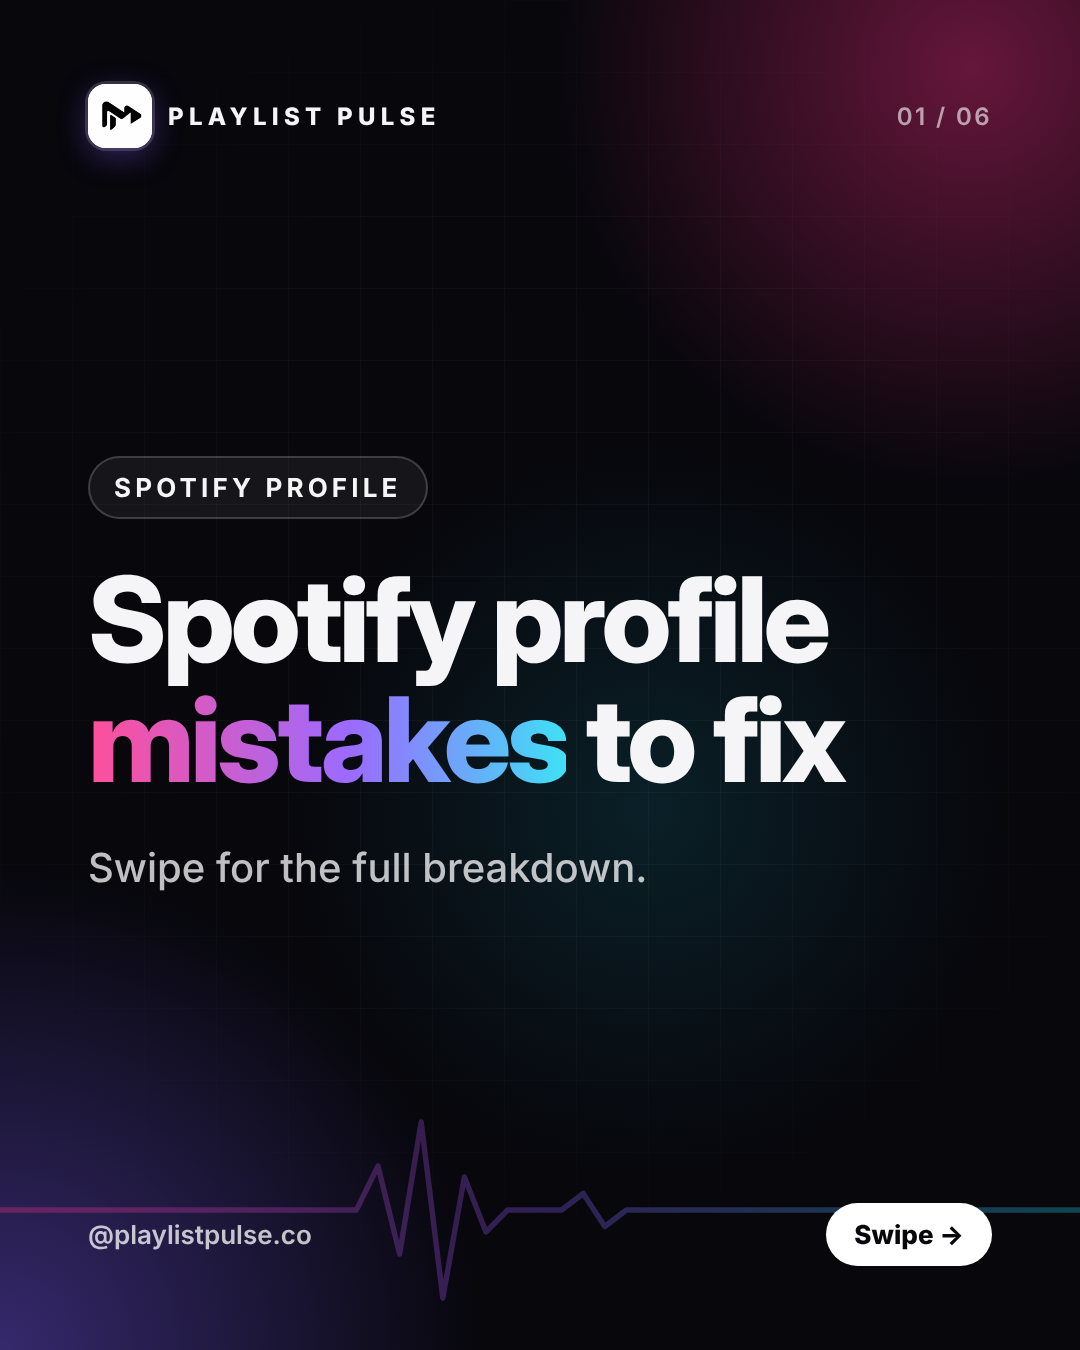 PLAYLIST PULSE
01 / 06
SPOTIFY PROFILE
Spotify profile
mistakes to fix
Swipe for the full breakdown.
@playlistpulse.co
Swipe →